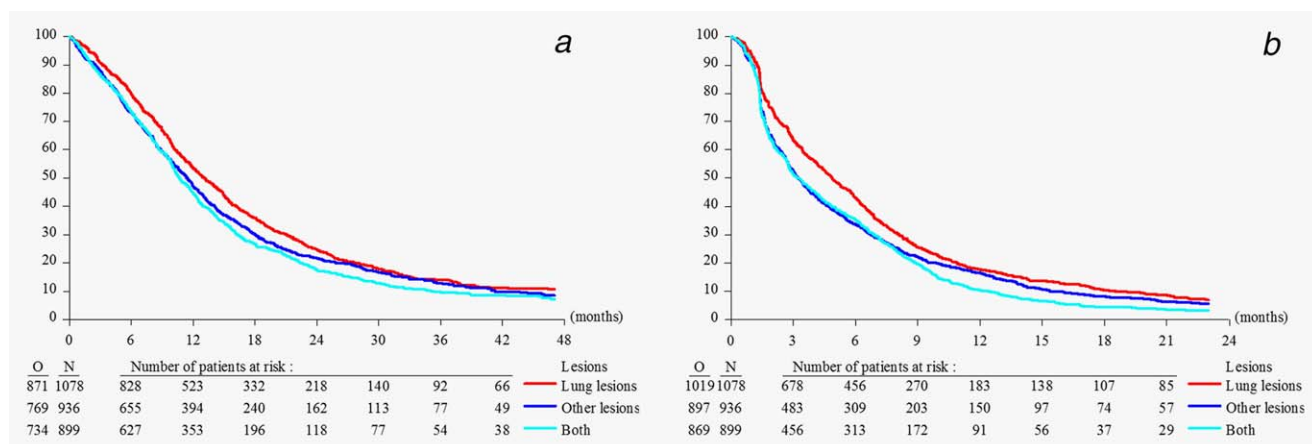 a
100
90
80
70
60
50
40
30
20
10
0
(months)
0 6 12 18 24 30 36 42 48
O N Number of patients at risk : Lesions
871 1078 828 523 332 218 140 92 66 Lung lesions
769 936 655 394 240 162 113 77 49 Other lesions
734 899 627 353 196 118 77 54 38 Both
b
100
90
80
70
60
50
40
30
20
10
0
(months)
0 3 6 9 12 15 18 21 24
O N Number of patients at risk : Lesions
1019 1078 678 456 270 183 138 107 85 Lung lesions
897 936 483 309 203 150 97 74 57 Other lesions
869 899 456 313 172 91 56 37 29 Both